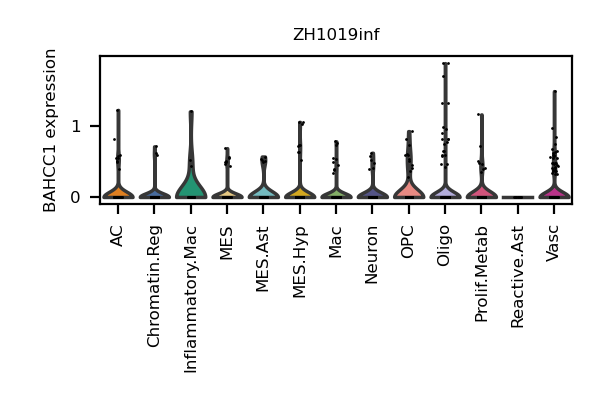 ZH1019inf
BAHCC1 expression
1
0
AC
Chromatin.Reg
Inflammatory.Mac
MES
MES.Ast
MES.Hyp
Mac
Neuron
OPC
Oligo
Prolif.Metab
Reactive.Ast
Vasc